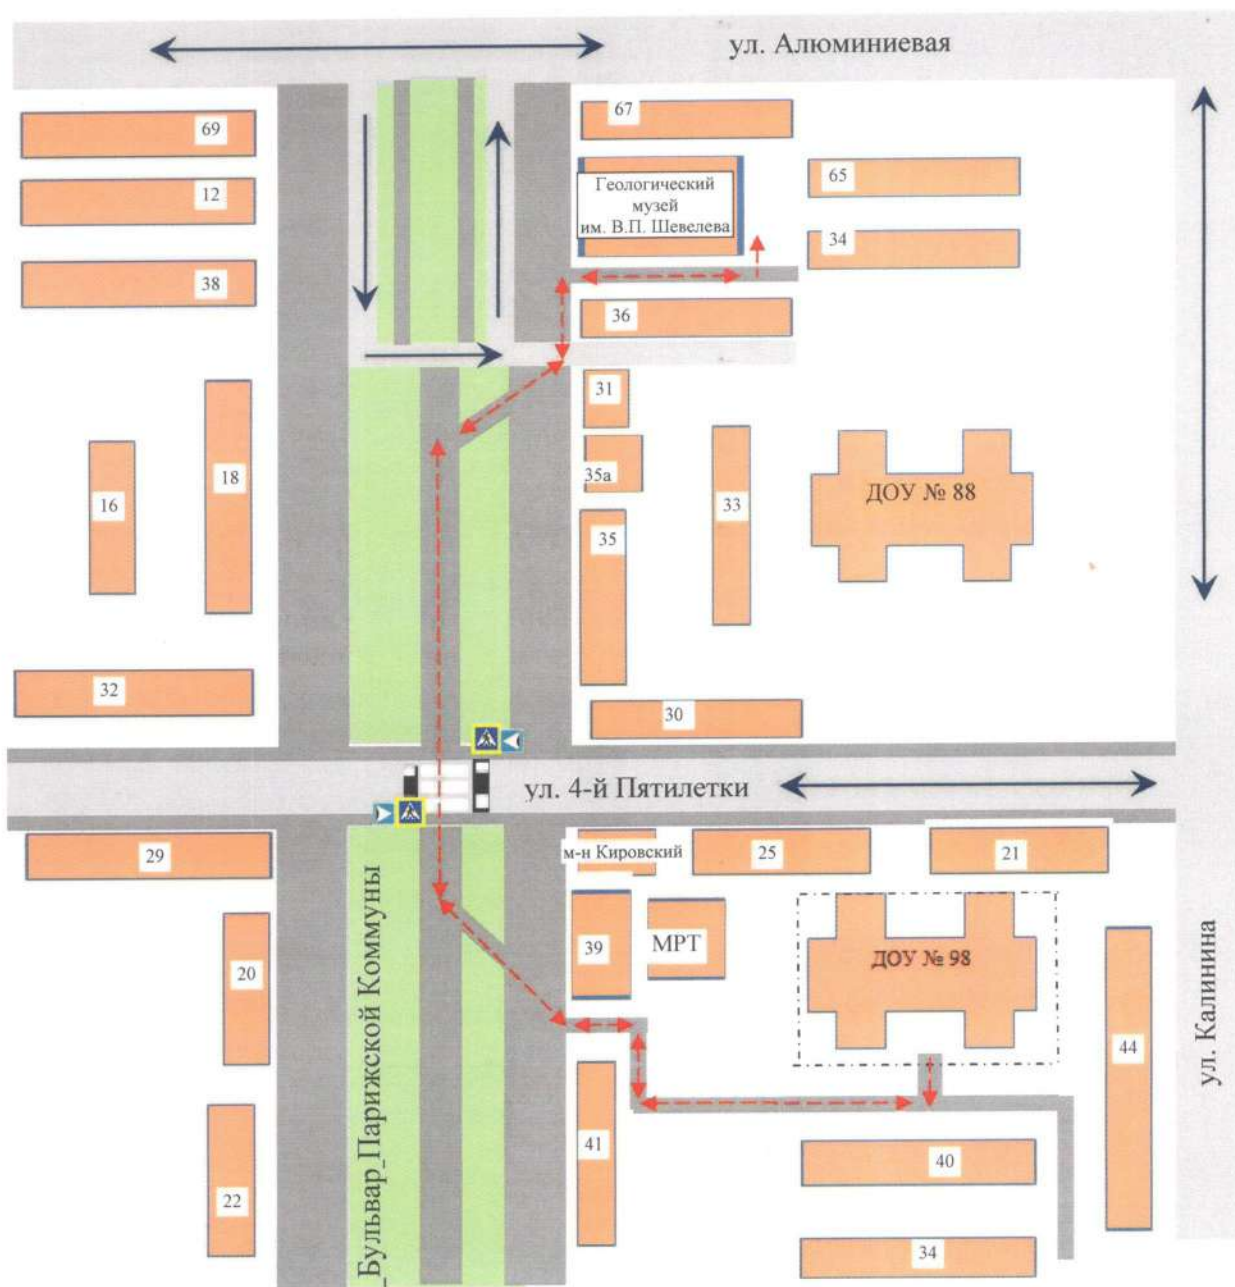 ул. Алюминиевая
69
67
12
Геологический
музей
им. В.П. Шевелева
65
34
38
36
31
18
16
35а
33
ДОУ № 88
35
32
30
ул. 4-й Пятилетки
29
м-н Кировский
25
21
20
39
МРТ
ДОУ № 98
44
ул. Калинина
_Бульвар_Парижской Коммуны
41
40
22
34